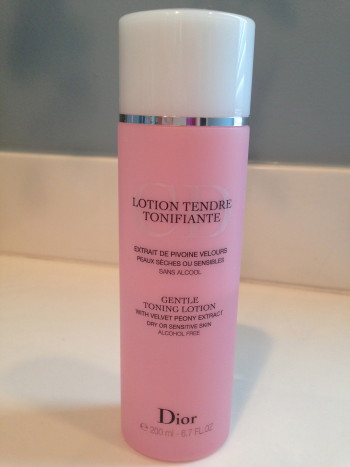 CD
LOTION TENDRE
TONIFIANTE
EXTRAIT DE PIVOINE VELOURS
PEAUX SÈCHES OU SENSIBLES
SANS ALCOOL
GENTLE
TONING LOTION
WITH VELVET PEONY EXTRACT
DRY OR SENSITIVE SKIN
ALCOHOL FREE
Dior
℮ 200 ml - 6.7 FL.OZ